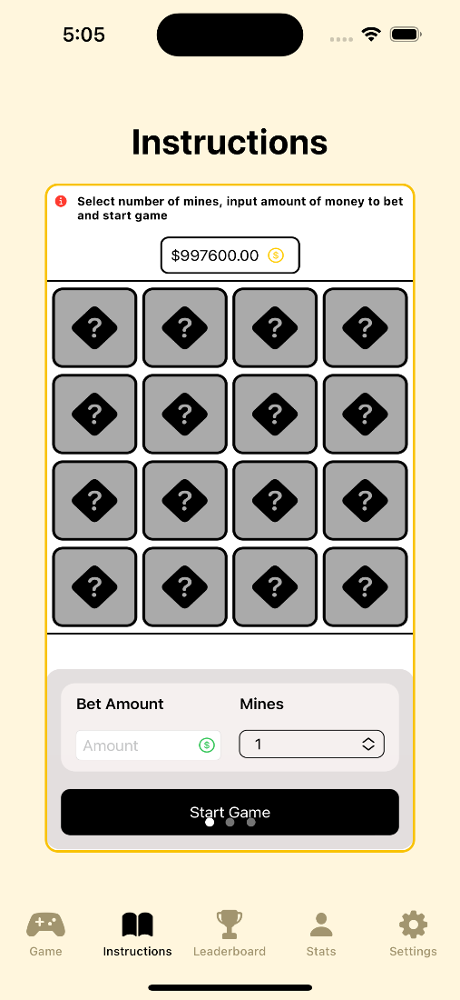 5:05
Instructions
Select number of mines, input amount of money to bet
and start game
$997600.00 $
? ? ? ?
? ? ? ?
? ? ? ?
? ? ? ?
Bet Amount Mines
Amount $ 1
Start Game
Game Instructions Leaderboard Stats Settings